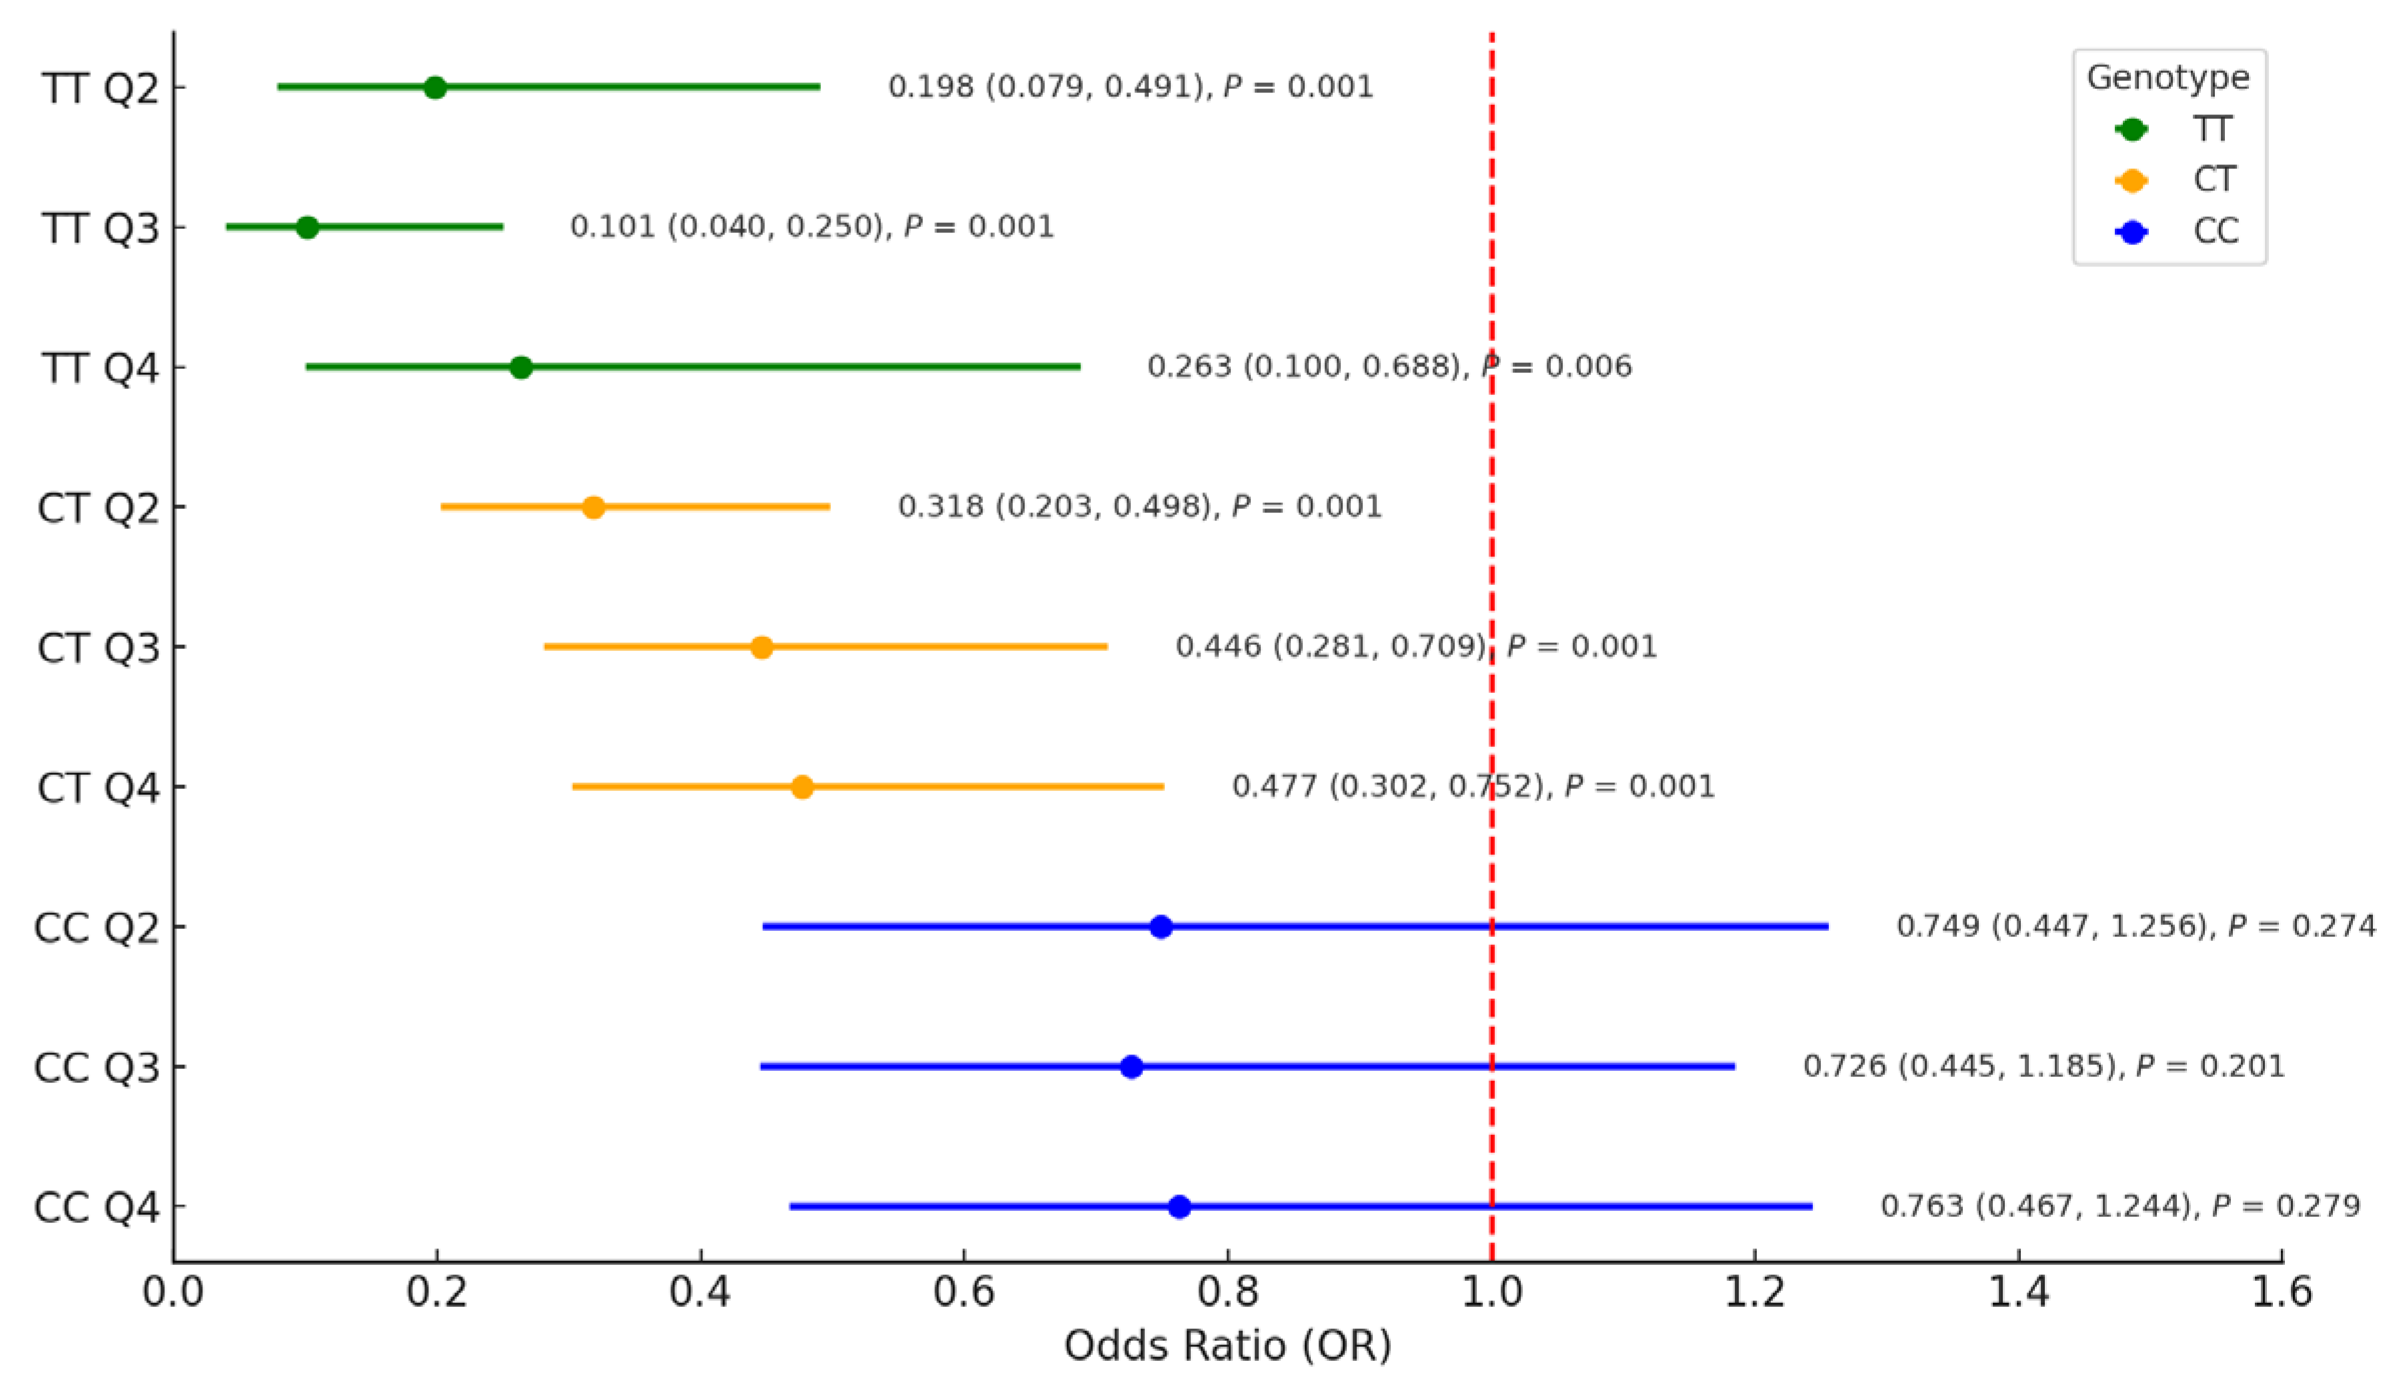 TT Q2 0.198 (0.079, 0.491), P = 0.001
TT Q3 0.101 (0.040, 0.250), P = 0.001
TT Q4 0.263 (0.100, 0.688), P = 0.006
CT Q2 0.318 (0.203, 0.498), P = 0.001
CT Q3 0.446 (0.281, 0.709), P = 0.001
CT Q4 0.477 (0.302, 0.752), P = 0.001
CC Q2 0.749 (0.447, 1.256), P = 0.274
CC Q3 0.726 (0.445, 1.185), P = 0.201
CC Q4 0.763 (0.467, 1.244), P = 0.279
Genotype
TT
CT
CC
0.0 0.2 0.4 0.6 0.8 1.0 1.2 1.4 1.6
Odds Ratio (OR)